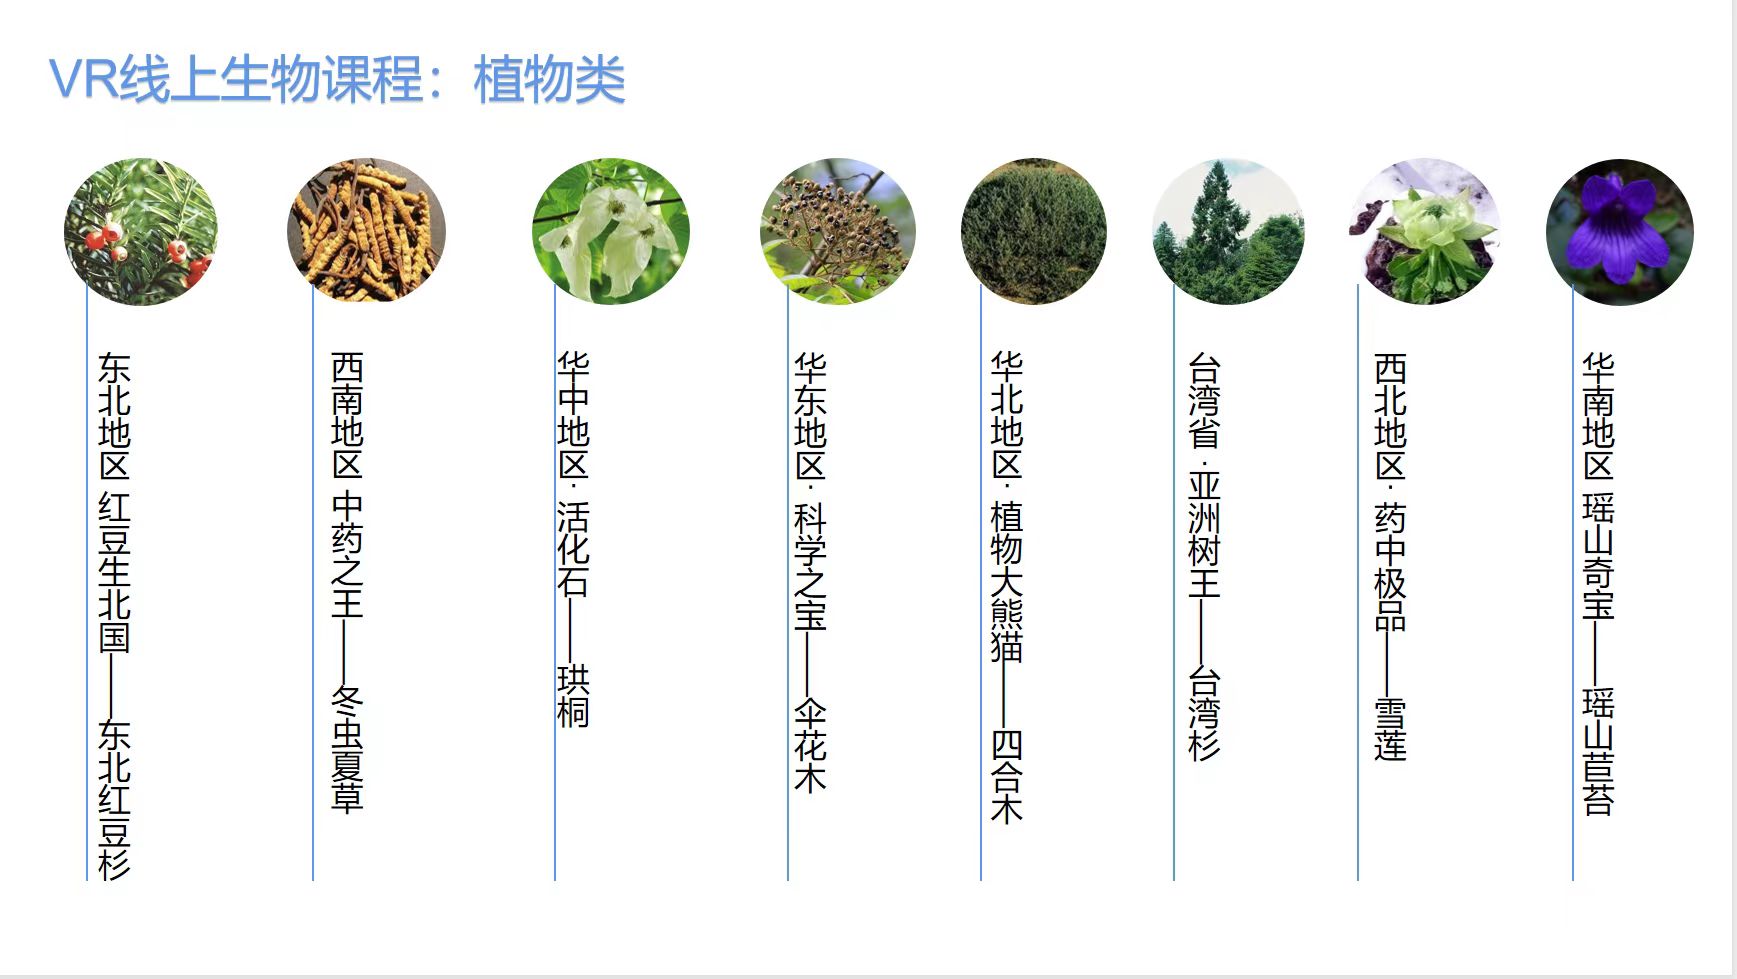 VR线上生物课程：植物类
东北地区 红豆生北国——东北红豆杉
西南地区 中药之王——冬虫夏草
华中地区· 活化石——珙桐
华东地区· 科学之宝——伞花木
华北地区· 植物大熊猫——四合木
台湾省·亚洲树王——台湾杉
西北地区· 药中极品——雪莲
华南地区 瑶山奇宝——瑶山苣苔